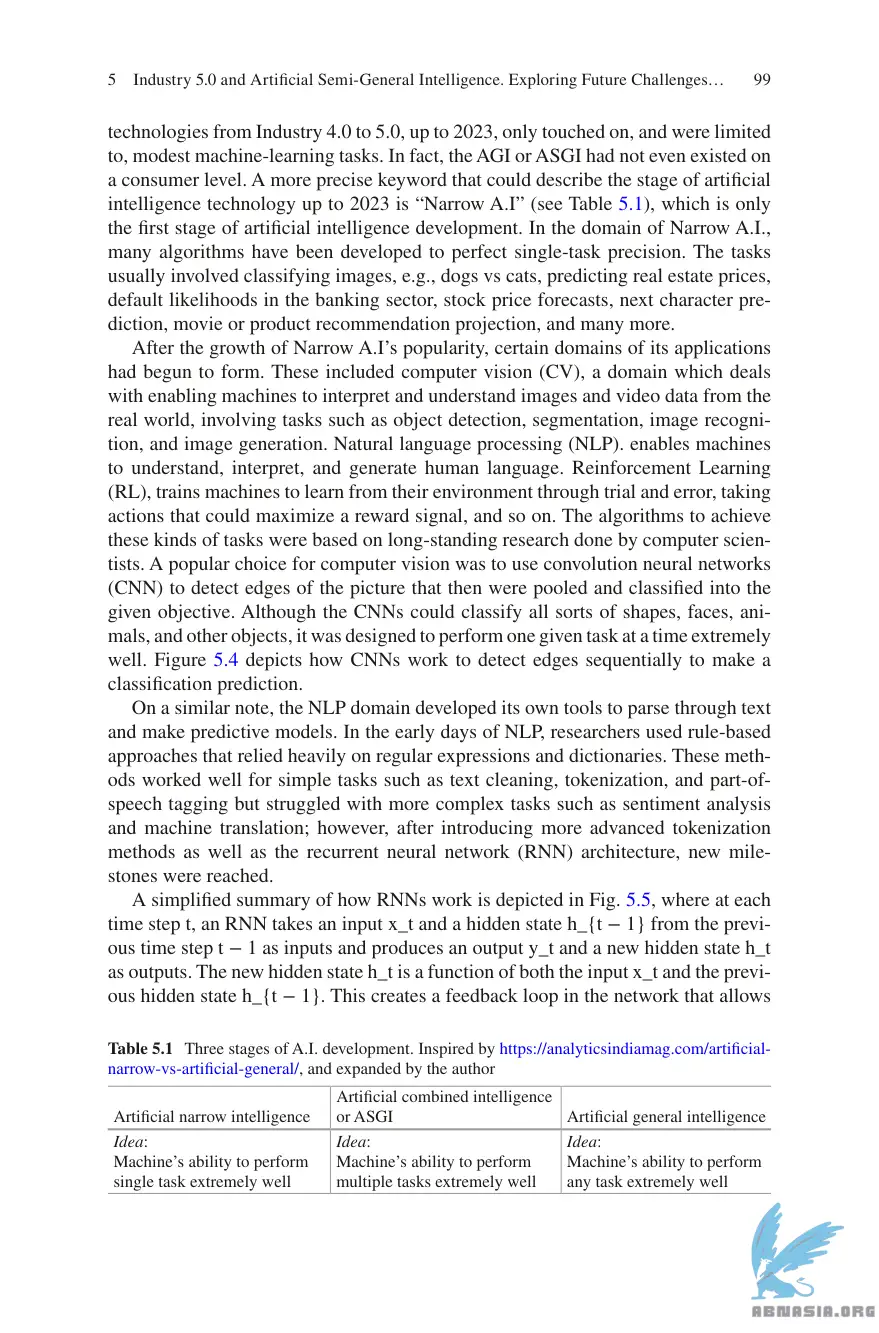 5 Industry 5.0 and Artificial Semi-General Intelligence. Exploring Future Challenges… 99
technologies from Industry 4.0 to 5.0, up to 2023, only touched on, and were limited
to, modest machine-learning tasks. In fact, the AGI or ASGI had not even existed on
a consumer level. A more precise keyword that could describe the stage of artificial
intelligence technology up to 2023 is “Narrow A.I” (see Table 5.1), which is only
the first stage of artificial intelligence development. In the domain of Narrow A.I.,
many algorithms have been developed to perfect single-task precision. The tasks
usually involved classifying images, e.g., dogs vs cats, predicting real estate prices,
default likelihoods in the banking sector, stock price forecasts, next character pre-
diction, movie or product recommendation projection, and many more.
After the growth of Narrow A.I’s popularity, certain domains of its applications
had begun to form. These included computer vision (CV), a domain which deals
with enabling machines to interpret and understand images and video data from the
real world, involving tasks such as object detection, segmentation, image recogni-
tion, and image generation. Natural language processing (NLP). enables machines
to understand, interpret, and generate human language. Reinforcement Learning
(RL), trains machines to learn from their environment through trial and error, taking
actions that could maximize a reward signal, and so on. The algorithms to achieve
these kinds of tasks were based on long-standing research done by computer scien-
tists. A popular choice for computer vision was to use convolution neural networks
(CNN) to detect edges of the picture that then were pooled and classified into the
given objective. Although the CNNs could classify all sorts of shapes, faces, ani-
mals, and other objects, it was designed to perform one given task at a time extremely
well. Figure 5.4 depicts how CNNs work to detect edges sequentially to make a
classification prediction.
On a similar note, the NLP domain developed its own tools to parse through text
and make predictive models. In the early days of NLP, researchers used rule-based
approaches that relied heavily on regular expressions and dictionaries. These meth-
ods worked well for simple tasks such as text cleaning, tokenization, and part-of-
speech tagging but struggled with more complex tasks such as sentiment analysis
and machine translation; however, after introducing more advanced tokenization
methods as well as the recurrent neural network (RNN) architecture, new mile-
stones were reached.
A simplified summary of how RNNs work is depicted in Fig. 5.5, where at each
time step t, an RNN takes an input x_t and a hidden state h_{t − 1} from the previ-
ous time step t − 1 as inputs and produces an output y_t and a new hidden state h_t
as outputs. The new hidden state h_t is a function of both the input x_t and the previ-
ous hidden state h_{t − 1}. This creates a feedback loop in the network that allows
Table 5.1 Three stages of A.I. development. Inspired by https://analyticsindiamag.com/artificial-
narrow-vs-artificial-general/, and expanded by the author
Artificial narrow intelligence
Artificial combined intelligence
or ASGI
Artificial general intelligence
Idea:
Machine’s ability to perform
single task extremely well
Idea:
Machine’s ability to perform
multiple tasks extremely well
Idea:
Machine’s ability to perform
any task extremely well
ABNASIA.ORG